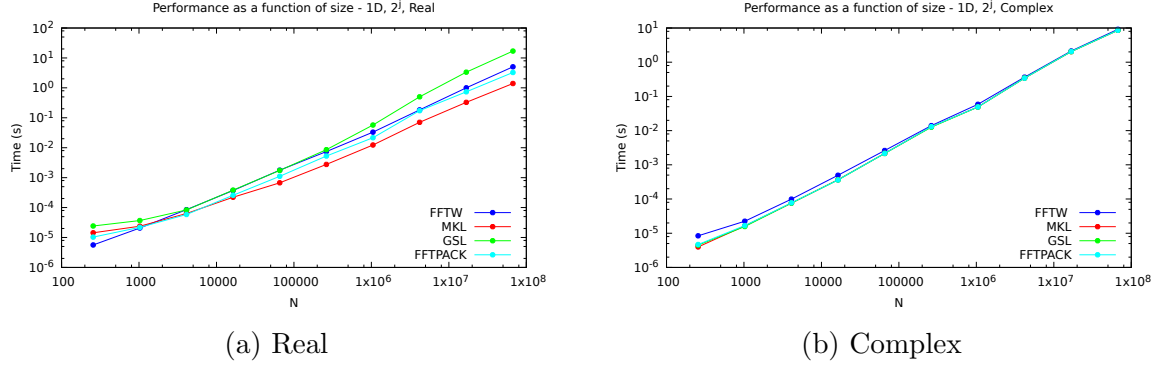 Performance as a function of size - 1D, 2^j, Real
Time (s)
10^2
10^1
10^0
10^-1
10^-2
10^-3
10^-4
10^-5
10^-6
FFTW
MKL
GSL
FFTPACK
100 1000 10000 100000 1x10^6 1x10^7 1x10^8
N
(a) Real
Performance as a function of size - 1D, 2^j, Complex
Time (s)
10^1
10^0
10^-1
10^-2
10^-3
10^-4
10^-5
10^-6
FFTW
MKL
GSL
FFTPACK
100 1000 10000 100000 1x10^6 1x10^7 1x10^8
N
(b) Complex